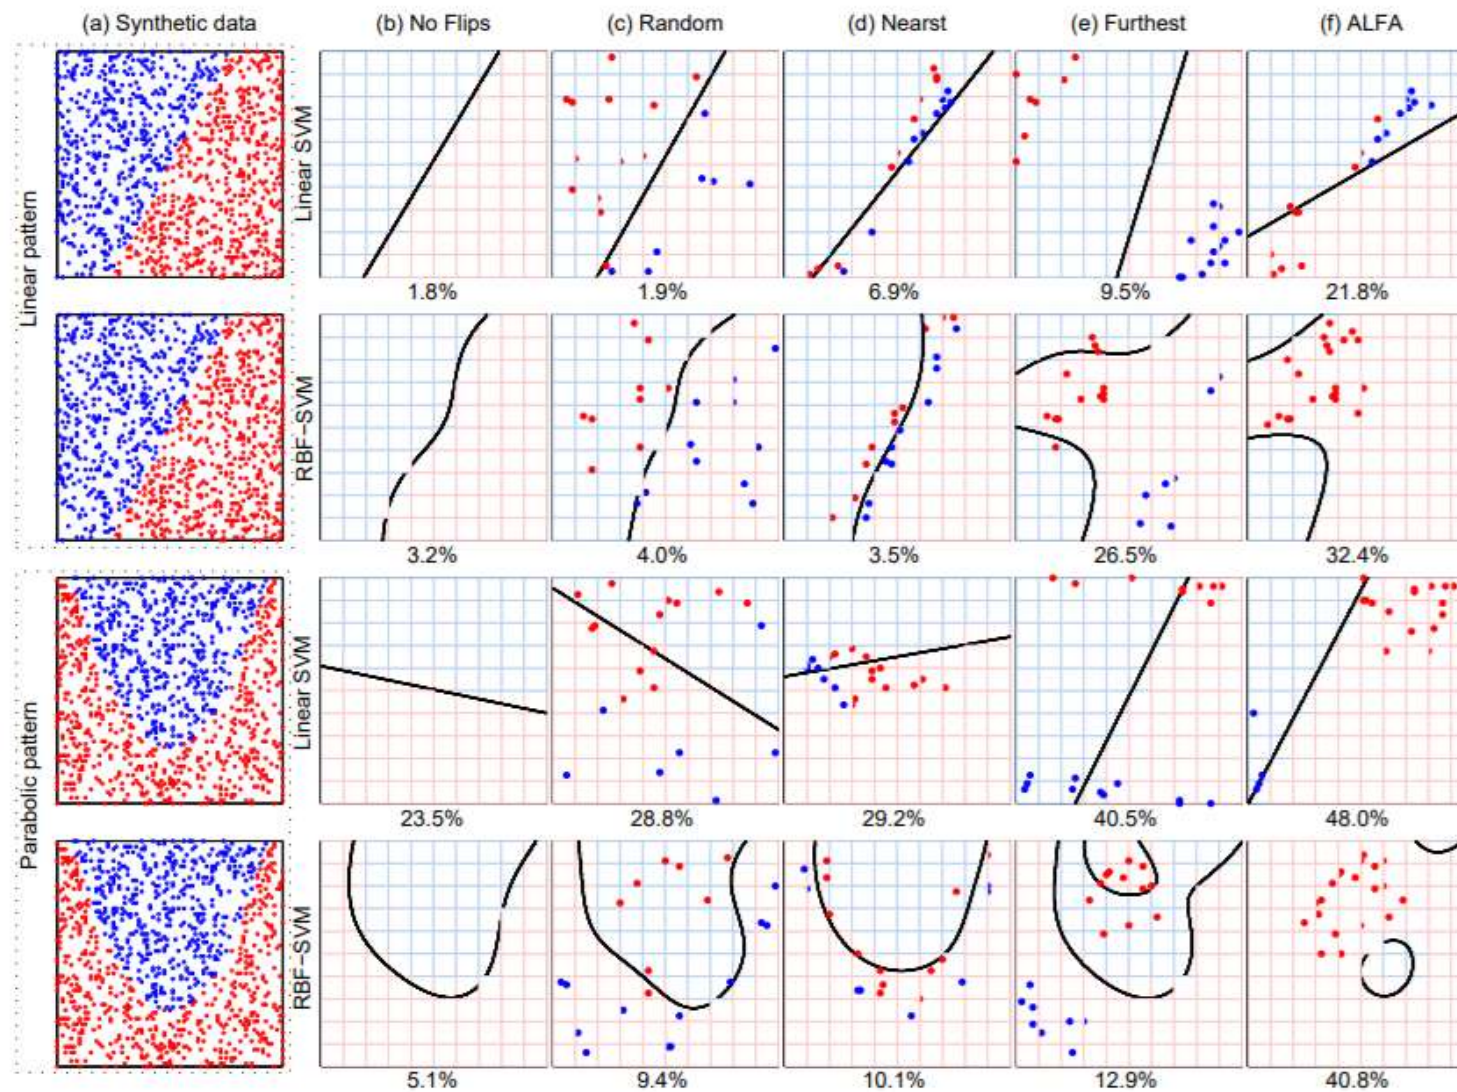 (a) Synthetic data (b) No Flips (c) Random (d) Nearst (e) Furthest (f) ALFA
Linear pattern
Linear SVM
1.8% 1.9% 6.9% 9.5% 21.8%
RBF-SVM
3.2% 4.0% 3.5% 26.5% 32.4%
Parabolic pattern
Linear SVM
23.5% 28.8% 29.2% 40.5% 48.0%
RBF-SVM
5.1% 9.4% 10.1% 12.9% 40.8%